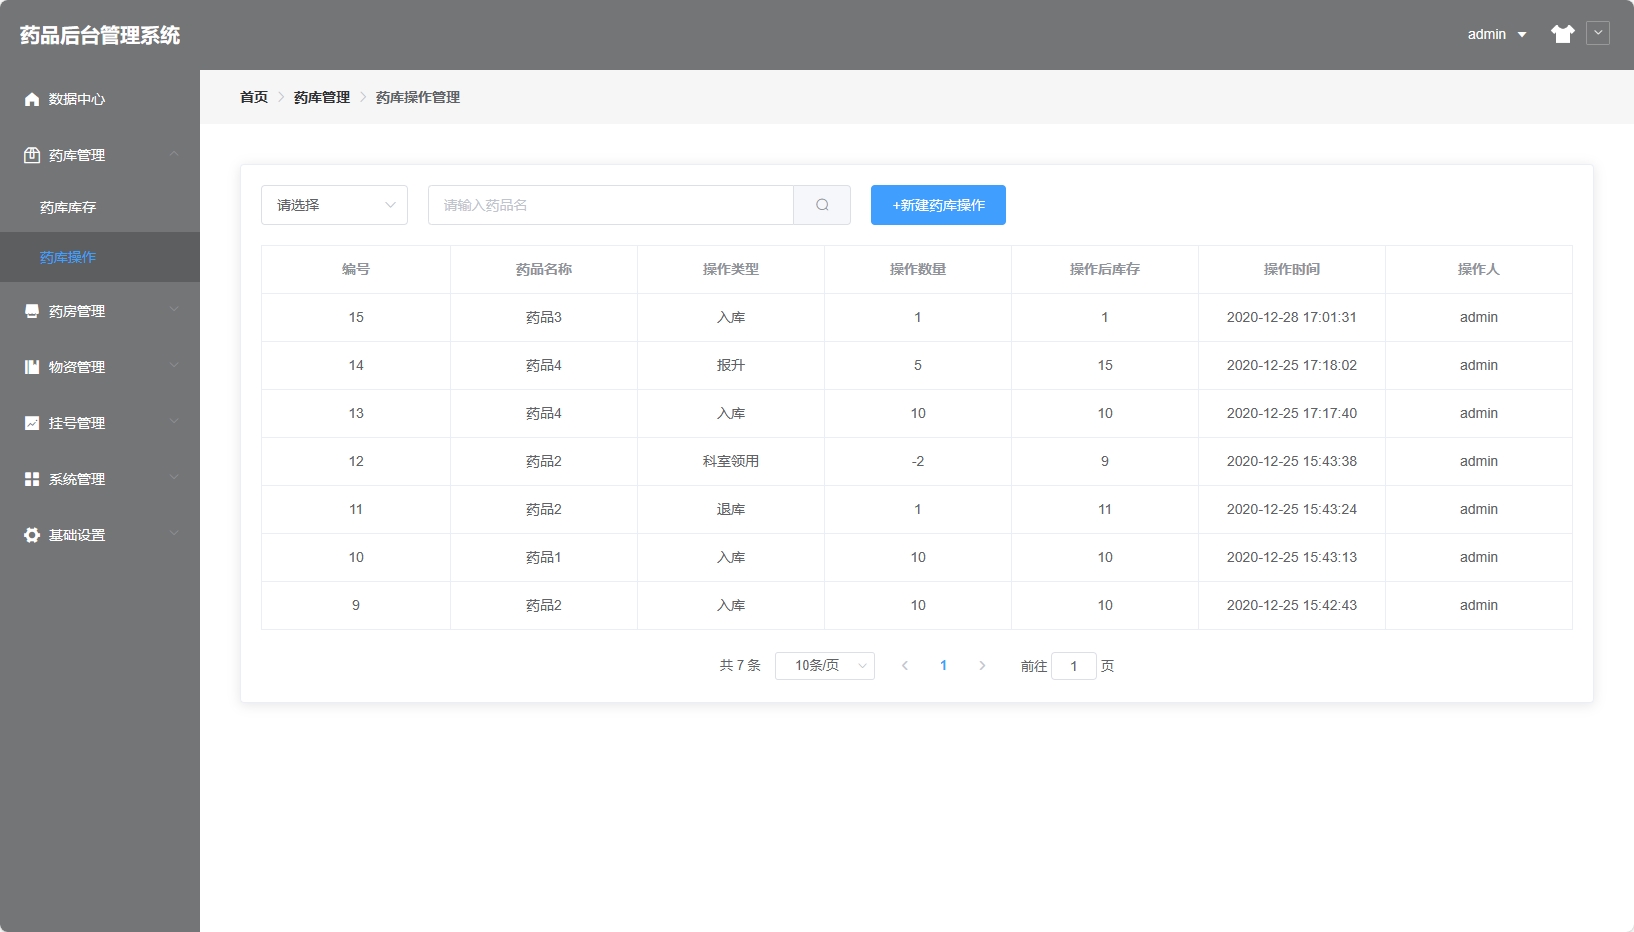 药品后台管理系统
admin
数据中心
药库管理
药库库存
药库操作
药房管理
物资管理
挂号管理
系统管理
基础设置
首页 药库管理 药库操作管理
请选择 请输入药品名 +新建药库操作
编号 药品名称 操作类型 操作数量 操作后库存 操作时间 操作人
15 药品3 入库 1 1 2020-12-28 17:01:31 admin
14 药品4 报升 5 15 2020-12-25 17:18:02 admin
13 药品4 入库 10 10 2020-12-25 17:17:40 admin
12 药品2 科室领用 -2 9 2020-12-25 15:43:38 admin
11 药品2 退库 1 11 2020-12-25 15:43:24 admin
10 药品1 入库 10 10 2020-12-25 15:43:13 admin
9 药品2 入库 10 10 2020-12-25 15:42:43 admin
共 7 条 10条/页 1 前往 1 页